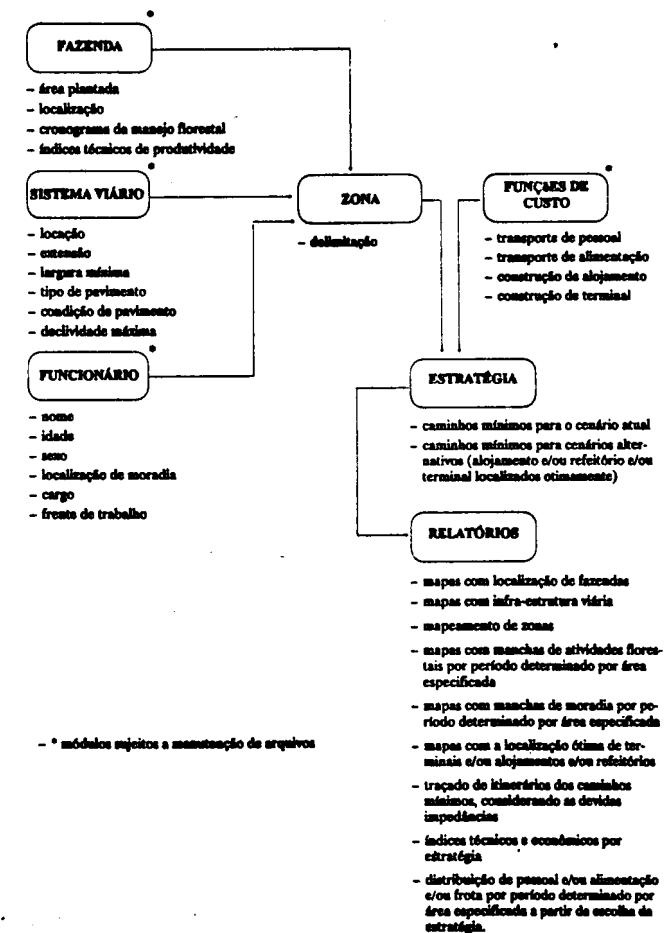 *
FAZENDA
- área plantada
- localização
- cronograma de manejo florestal
- índices técnicos de produtividade
*
SISTEMA VIÁRIO
- locação
- extensão
- largura mínima
- tipo de pavimento
- condição de pavimento
- declividade máxima
*
FUNCIONÁRIO
- nome
- idade
- sexo
- localização de moradia
- cargo
- frente de trabalho
ZONA
- delimitação
*
FUNÇÕES DE
CUSTO
- transporte de pessoal
- transporte de alimentação
- construção de alojamento
- construção de terminal
ESTRATÉGIA
- caminhos mínimos para o cenário atual
- caminhos mínimos para cenários alter-
nativos (alojamento e/ou refeitório e/ou
terminal localizados otimamente)
RELATÓRIOS
- mapas com localização de fazendas
- mapas com infra-estrutura viária
- mapeamento de zonas
- mapas com manchas de atividades flores-
tais por período determinado por área
especificada
- mapas com manchas de moradia por pe-
ríodo determinado por área especificada
- mapas com a localização ótima de ter-
minais e/ou alojamentos e/ou refeitórios
- traçado de itinerários dos caminhos
mínimos, considerando as devidas
impedâncias
- índices técnicos e econômicos por
estratégia
- distribuição de pessoal e/ou alimentação
e/ou frota por período determinado por
área especificada a partir da escolha da
estratégia.
- * módulos sujeitos a manutenção de arquivos